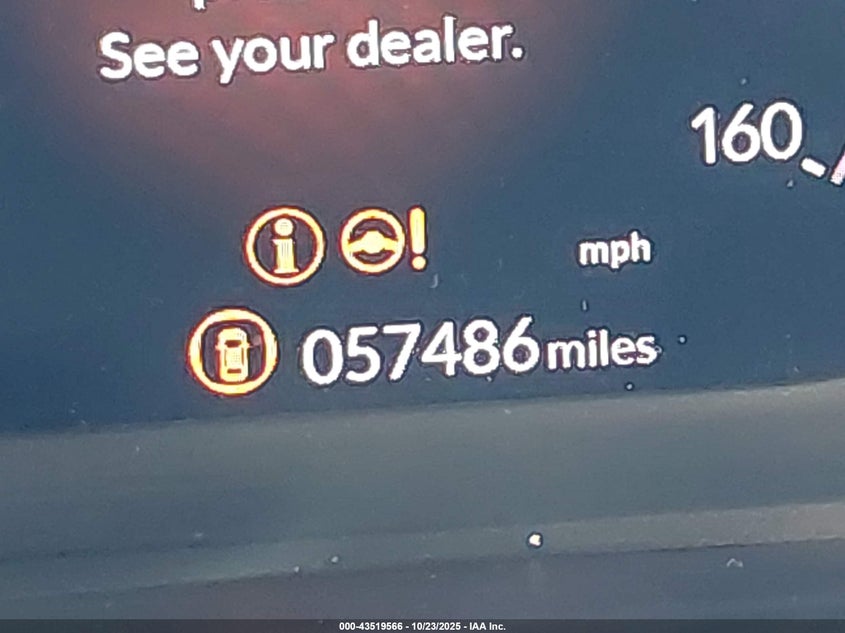 See your dealer.
160
mph
057486 miles
000-43519566 - 10/23/2025 - IAA Inc.